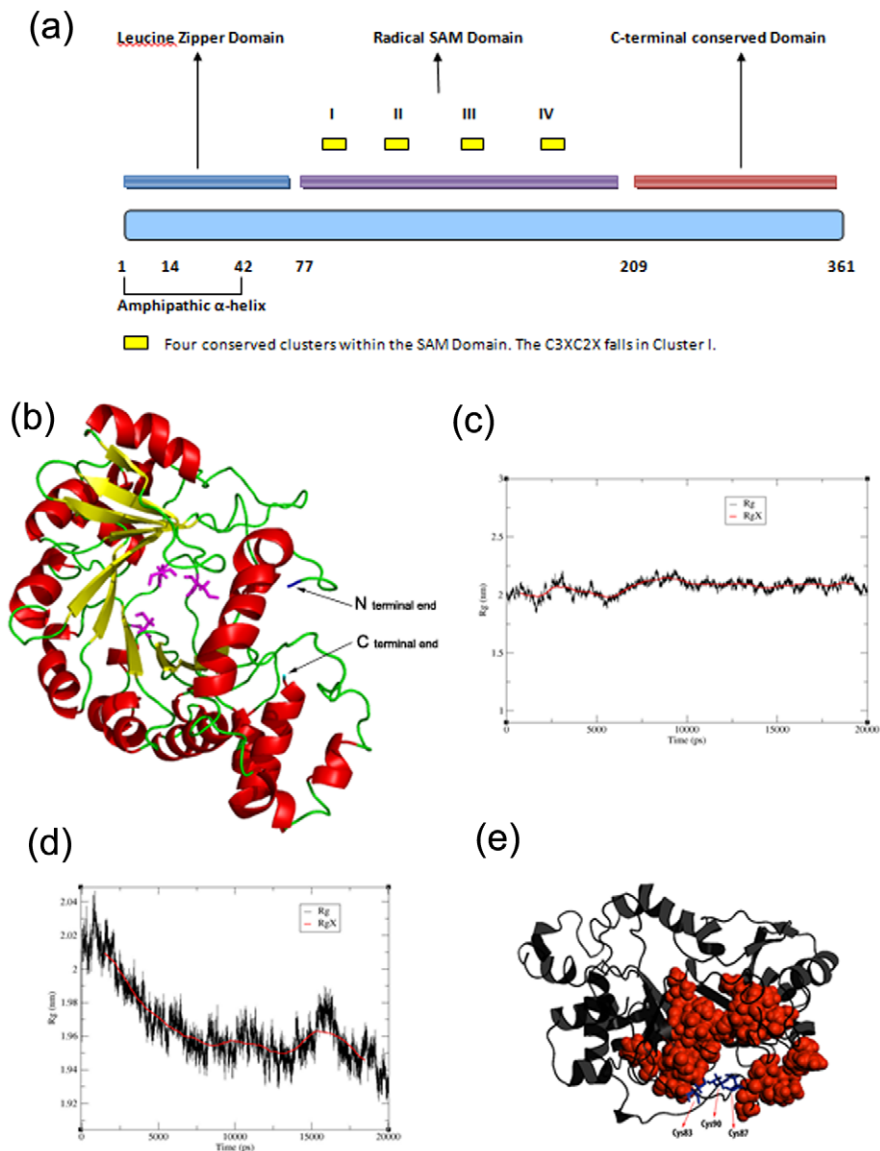 (a)
Leucine Zipper Domain Radical SAM Domain C-terminal conserved Domain
I II III IV
1 14 42 77 209 361
Amphipathic α-helix
Four conserved clusters within the SAM Domain. The C3XC2X falls in Cluster I.
(b)
N terminal end
C terminal end
(c)
3
2.5
2
1.5
1
Rg (nm)
Rg
RgX
0 5000 10000 15000 20000
Time (ps)
(d)
2.04
2.02
2
1.98
1.96
1.94
1.92
Rg (nm)
Rg
RgX
0 5000 10000 15000 20000
Time (ps)
(e)
Cys83 Cys90 Cys87